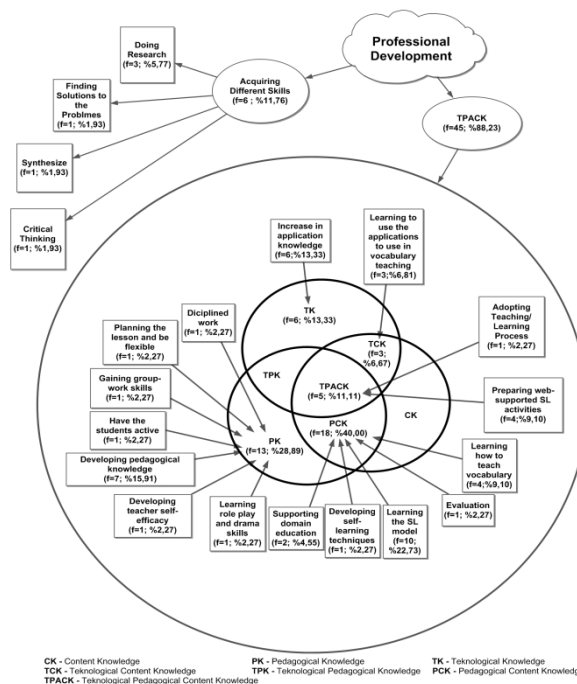 Professional
Development
Doing
Research
(f=3; %5,77)
Acquiring
Different Skills
(f=6 ; %11,76)
Finding
Solutions to
the Problmes
(f=1; %1,93)
TPACK
(f=45; %88,23)
Synthesize
(f=1; %1,93)
Critical
Thinking
(f=1; %1,93)
Increase in
application
knowledge
(f=6;%13,33)
Learning to
use the
applications
to use in
vocabulary
teaching
(f=3;%6,81)
TK
(f=6; %13,33)
Diciplined
work
(f=1; %2,27)
Adopting
Teaching/
Learning
Process
(f=1; %2,27)
Planning the
lesson and be
flexible
(f=1; %2,27)
TCK
(f=3;
%6,67)
TPK
Gaining group-
work skills
(f=1; %2,27)
TPACK
(f=5; %11,11)
Preparing web-
supported SL
activities
(f=4;%9,10)
CK
Have the
students active
(f=1; %2,27)
PCK
(f=18; %40,00)
PK
(f=13; %28,89)
Developing
pedagogical
knowledge
(f=7; %15,91)
Learning
how to
teach
vocabulary
(f=4;%9,10)
Developing
teacher self-
efficacy
(f=1; %2,27)
Learning
role play
and drama
skills
(f=1; %2,27)
Supporting
domain
education
(f=2; %4,55)
Developing
self-
learning
techniques
(f=1; %2,27)
Learning
the SL
model
(f=10;
%22,73)
Evaluation
(f=1; %2,27)
CK - Content Knowledge PK - Pedagogical Knowledge TK - Teknological Knowledge
TCK - Teknological Content Knowledge TPK - Teknological Pedagogical Knowledge PCK - Pedagogical Content Knowledge
TPACK - Teknological Pedagogical Content Knowledge